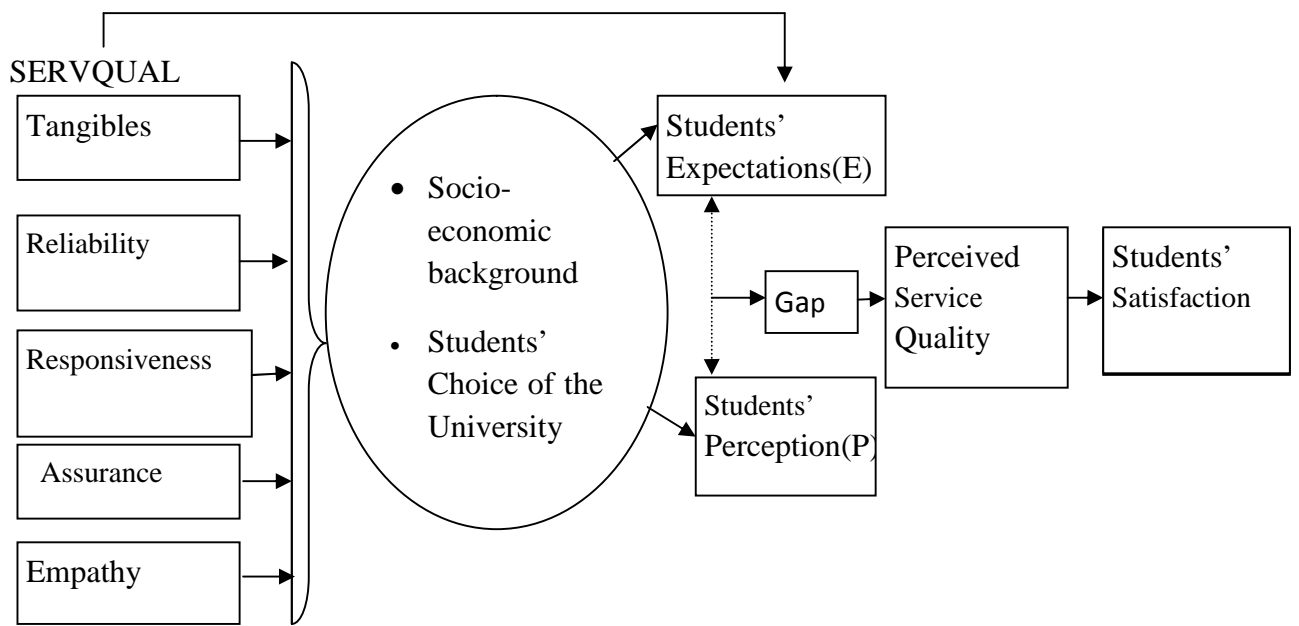 SERVQUAL
Tangibles
Reliability
Responsiveness
Assurance
Empathy
• Socio-
economic
background
• Students’
Choice of the
University
Students’
Expectations(E)
Gap
Students’
Perception(P)
Perceived
Service
Quality
Students’
Satisfaction